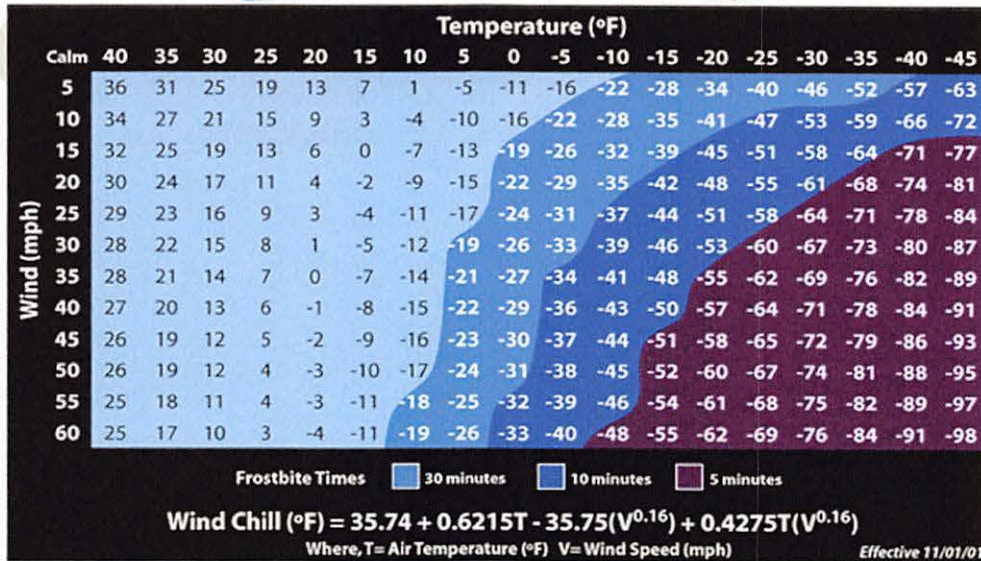 Temperature (ºF)
Calm 40 35 30 25 20 15 10 5 0 -5 -10 -15 -20 -25 -30 -35 -40 -45
5 36 31 25 19 13 7 1 -5 -11 -16 -22 -28 -34 -40 -46 -52 -57 -63
10 34 27 21 15 9 3 -4 -10 -16 -22 -28 -35 -41 -47 -53 -59 -66 -72
15 32 25 19 13 6 0 -7 -13 -19 -26 -32 -39 -45 -51 -58 -64 -71 -77
20 30 24 17 11 4 -2 -9 -15 -22 -29 -35 -42 -48 -55 -61 -68 -74 -81
Wind (mph)
25 29 23 16 9 3 -4 -11 -17 -24 -31 -37 -44 -51 -58 -64 -71 -78 -84
30 28 22 15 8 1 -5 -12 -19 -26 -33 -39 -46 -53 -60 -67 -73 -80 -87
35 28 21 14 7 0 -7 -14 -21 -27 -34 -41 -48 -55 -62 -69 -76 -82 -89
40 27 20 13 6 -1 -8 -15 -22 -29 -36 -43 -50 -57 -64 -71 -78 -84 -91
45 26 19 12 5 -2 -9 -16 -23 -30 -37 -44 -51 -58 -65 -72 -79 -86 -93
50 26 19 12 4 -3 -10 -17 -24 -31 -38 -45 -52 -60 -67 -74 -81 -88 -95
55 25 18 11 4 -3 -11 -18 -25 -32 -39 -46 -54 -61 -68 -75 -82 -89 -97
60 25 17 10 3 -4 -11 -19 -26 -33 -40 -48 -55 -62 -69 -76 -84 -91 -98
Frostbite Times 30 minutes 10 minutes 5 minutes
Wind Chill (ºF) = 35.74 + 0.6215T - 35.75(V^0.16) + 0.4275T(V^0.16)
Where, T= Air Temperature (ºF) V= Wind Speed (mph) Effective 11/01/01